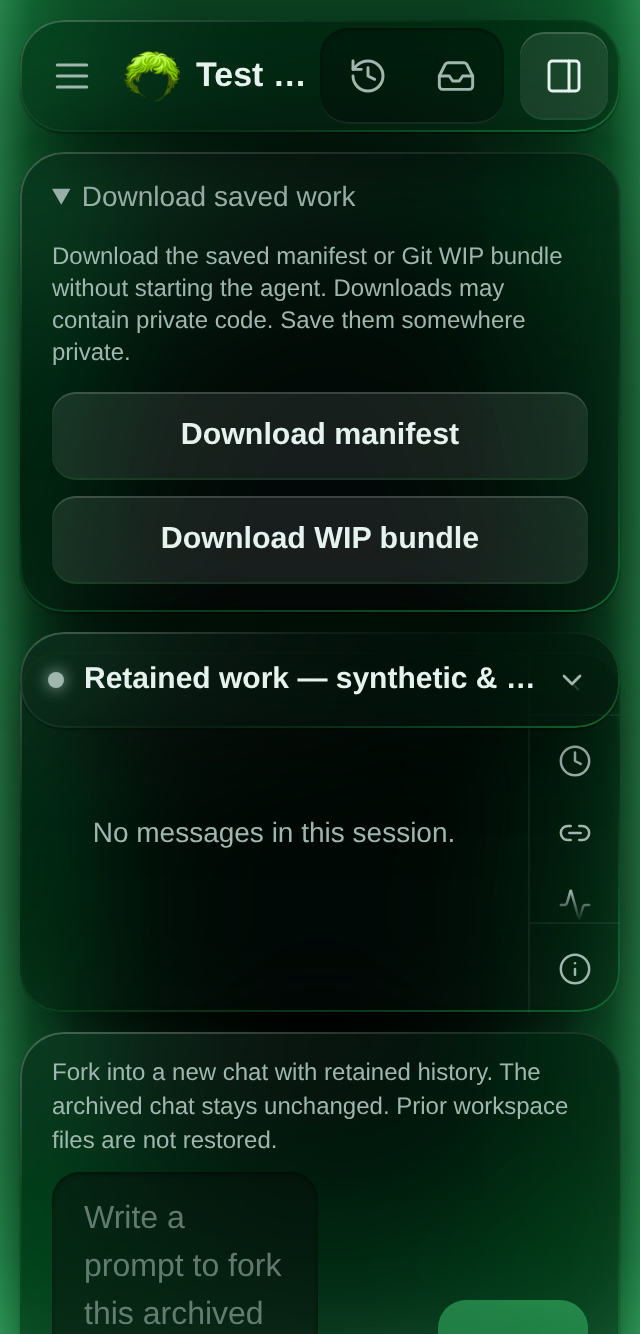 Test ...
Download saved work
Download the saved manifest or Git WIP bundle
without starting the agent. Downloads may
contain private code. Save them somewhere
private.
Download manifest
Download WIP bundle
Retained work — synthetic & ...
No messages in this session.
Fork into a new chat with retained history. The
archived chat stays unchanged. Prior workspace
files are not restored.
Write a
prompt to fork
this archived